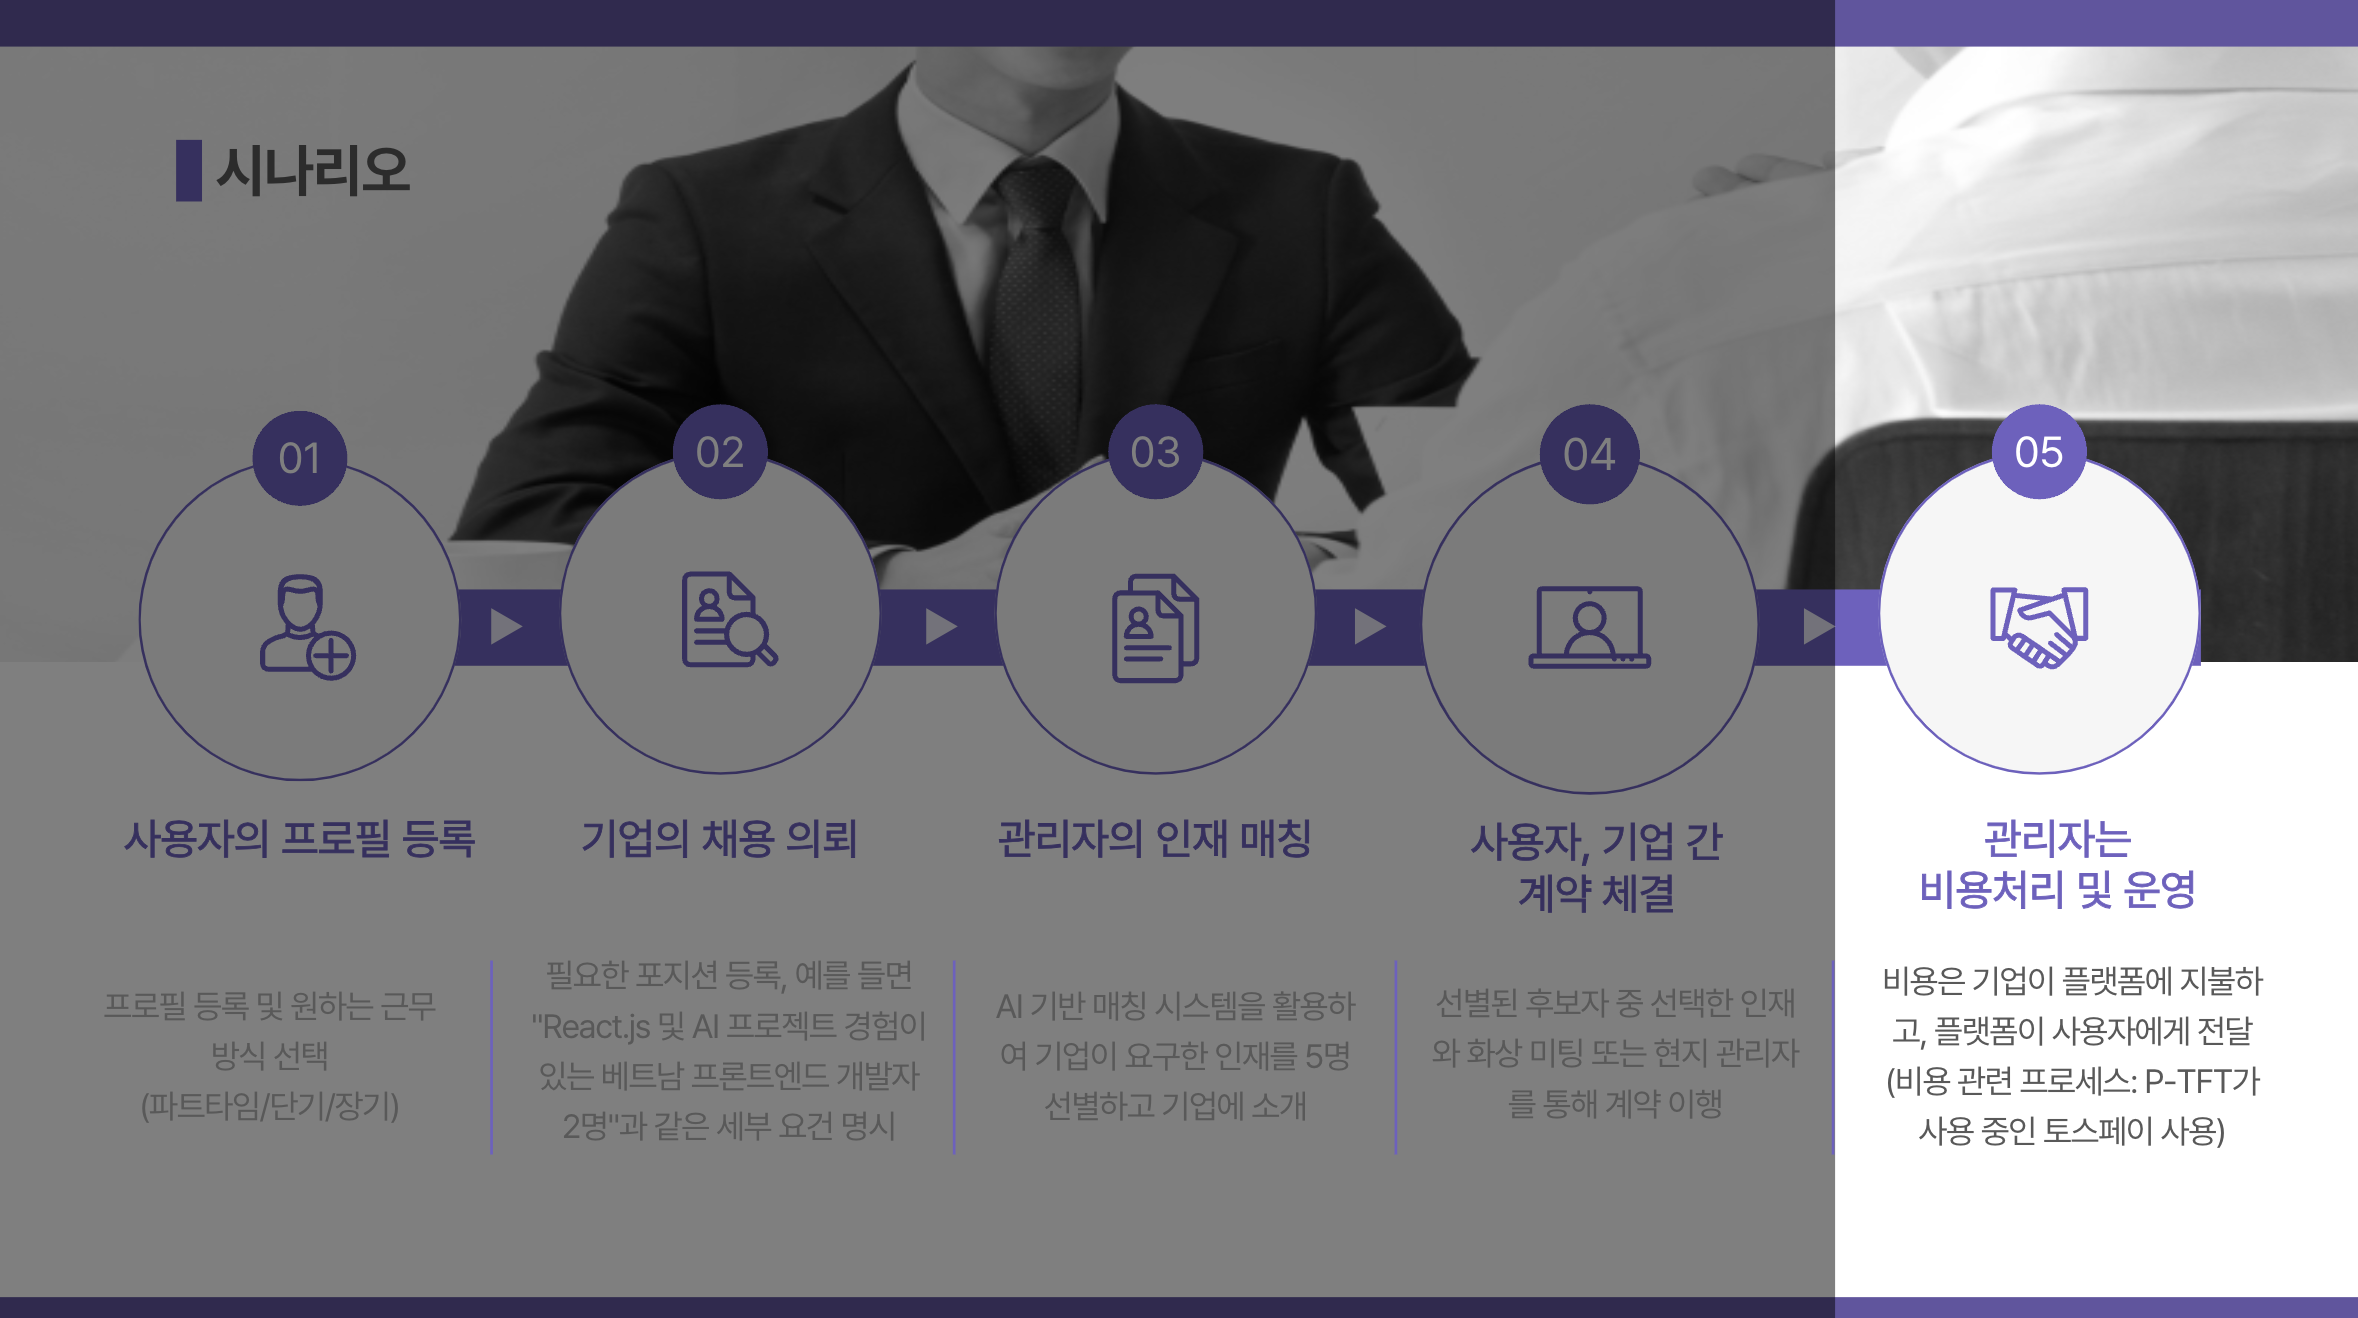 시나리오
01
사용자의 프로필 등록
프로필 등록 및 원하는 근무
방식 선택
(파트타임/단기/장기)
02
기업의 채용 의뢰
필요한 포지션 등록, 예를 들면
"React.js 및 AI 프로젝트 경험이
있는 베트남 프론트엔드 개발자
2명"과 같은 세부 요건 명시
03
관리자의 인재 매칭
AI 기반 매칭 시스템을 활용하
여 기업이 요구한 인재를 5명
선별하고 기업에 소개
04
사용자, 기업 간
계약 체결
선별된 후보자 중 선택한 인재
와 화상 미팅 또는 현지 관리자
를 통해 계약 이행
05
관리자는
비용처리 및 운영
비용은 기업이 플랫폼에 지불하
고, 플랫폼이 사용자에게 전달
(비용 관련 프로세스: P-TFT가
사용 중인 토스페이 사용)